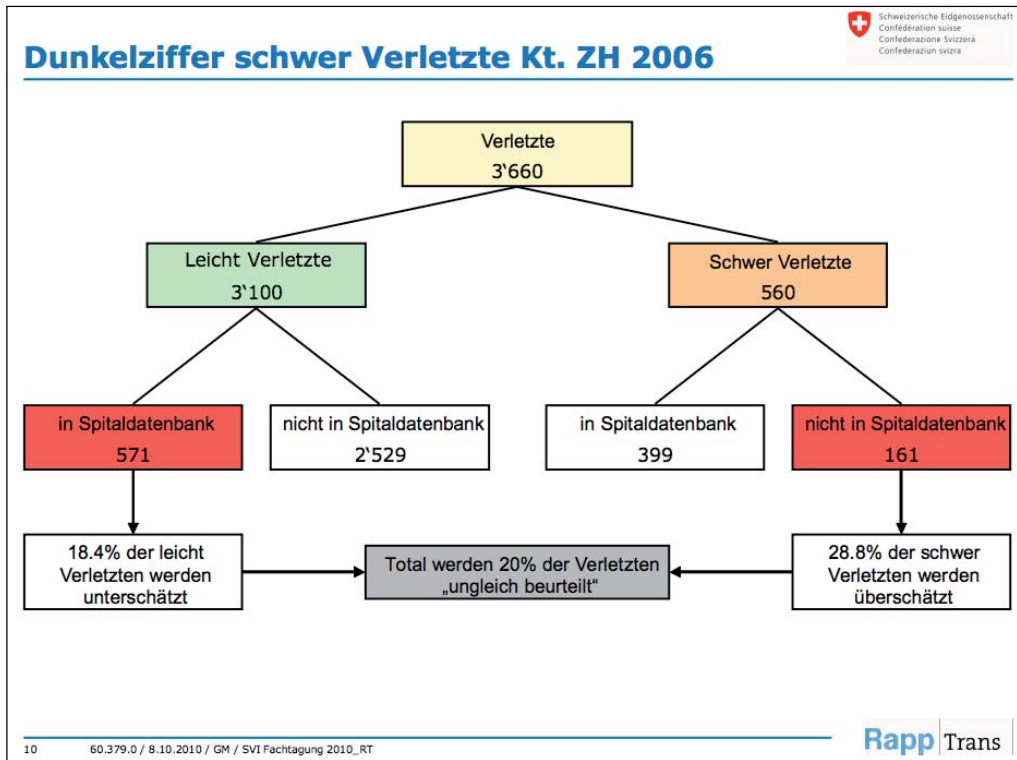 Schweizerische Eidgenossenschaft
Confédération suisse
Confederazione Svizzera
Confederaziun svizra
Dunkelziffer schwer Verletzte Kt. ZH 2006
Verletzte
3‘660
Leicht Verletzte
3‘100
Schwer Verletzte
560
in Spitaldatenbank
571
nicht in Spitaldatenbank
2‘529
in Spitaldatenbank
399
nicht in Spitaldatenbank
161
18.4% der leicht
Verletzten werden
unterschätzt
Total werden 20% der Verletzten
„ungleich beurteilt“
28.8% der schwer
Verletzten werden
überschätzt
10 60.379.0 / 8.10.2010 / GM / SVI Fachtagung 2010_RT
Rapp Trans